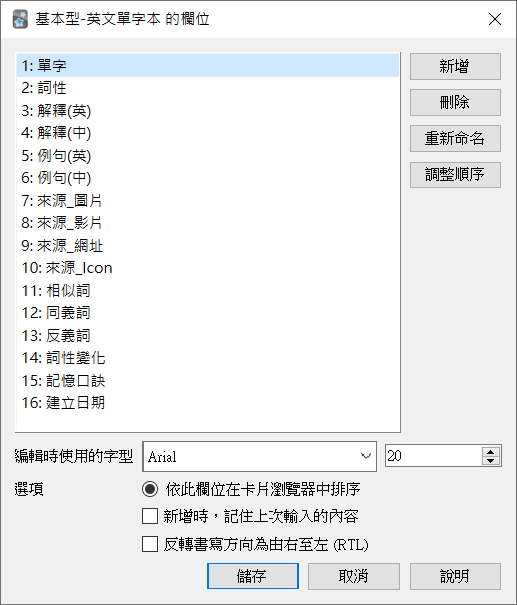 基本型-英文單字本 的欄位
1: 單字
2: 詞性
3: 解釋(英)
4: 解釋(中)
5: 例句(英)
6: 例句(中)
7: 來源_圖片
8: 來源_影片
9: 來源_網址
10: 來源_Icon
11: 相似詞
12: 同義詞
13: 反義詞
14: 詞性變化
15: 記憶口訣
16: 建立日期
新增
刪除
重新命名
調整順序
編輯時使用的字型 Arial 20
選項 依此欄位在卡片瀏覽器中排序
新增時，記住上次輸入的內容
反轉書寫方向為由右至左 (RTL)
儲存 取消 說明